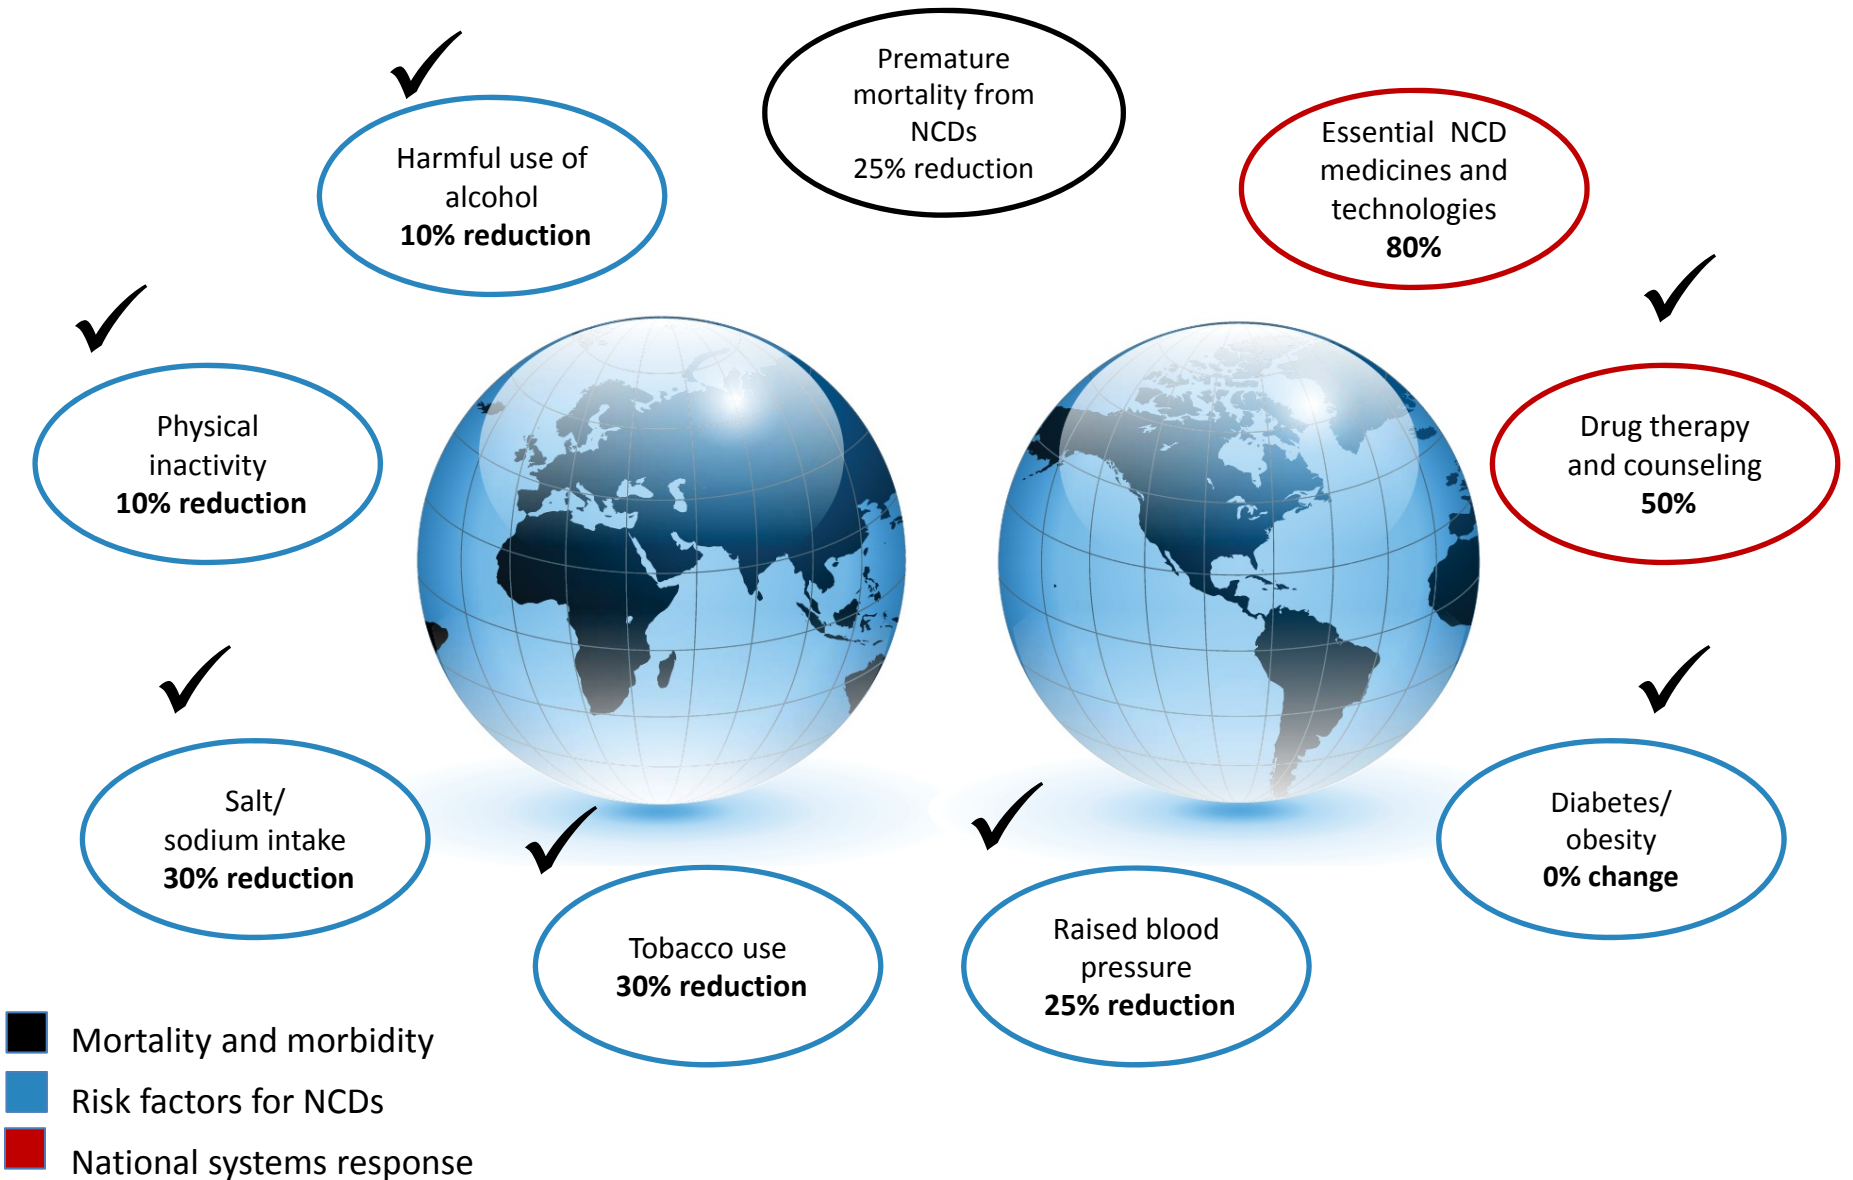 Premature
mortality from
NCDs
25% reduction
Harmful use of
alcohol
10% reduction
Essential NCD
medicines and
technologies
80%
Physical
inactivity
10% reduction
Drug therapy
and counseling
50%
Salt/
sodium intake
30% reduction
Diabetes/
obesity
0% change
Tobacco use
30% reduction
Raised blood
pressure
25% reduction
Mortality and morbidity
Risk factors for NCDs
National systems response